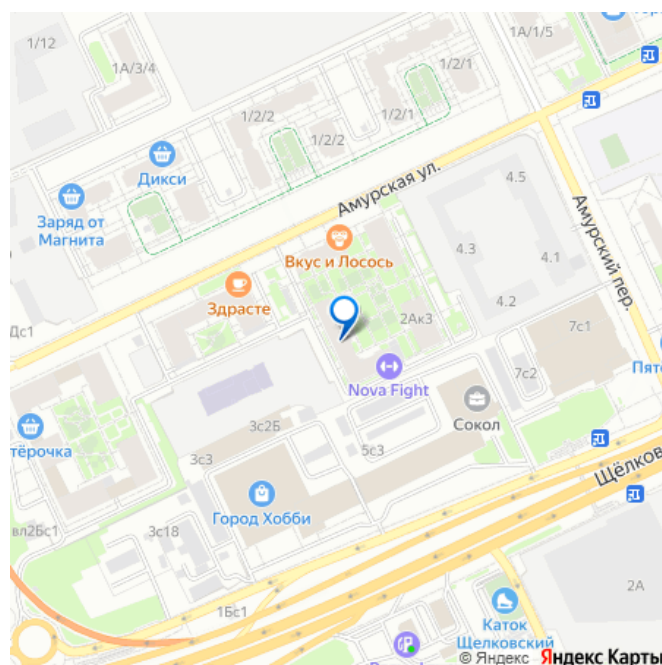 1/12
1А/3/4
1/2/1
1А/1/5
1/2/2
1/2/1
1/2/2
Дикси
Заряд от
Магнита
Амурская ул.
4.5
Амурский пер.
4.3
4.1
Вкус и Лосось
Здрасте
4.2
2Ак3
7с1
Дс1
7с2
Nova Fight
Сокол
3с2Б
тёрочка
3с3
5с3
Город Хобби
Щёлков
вл2Бс1
3с18
2А
1Бс1
Каток
Щелковский
© Яндекс Яндекс Карты